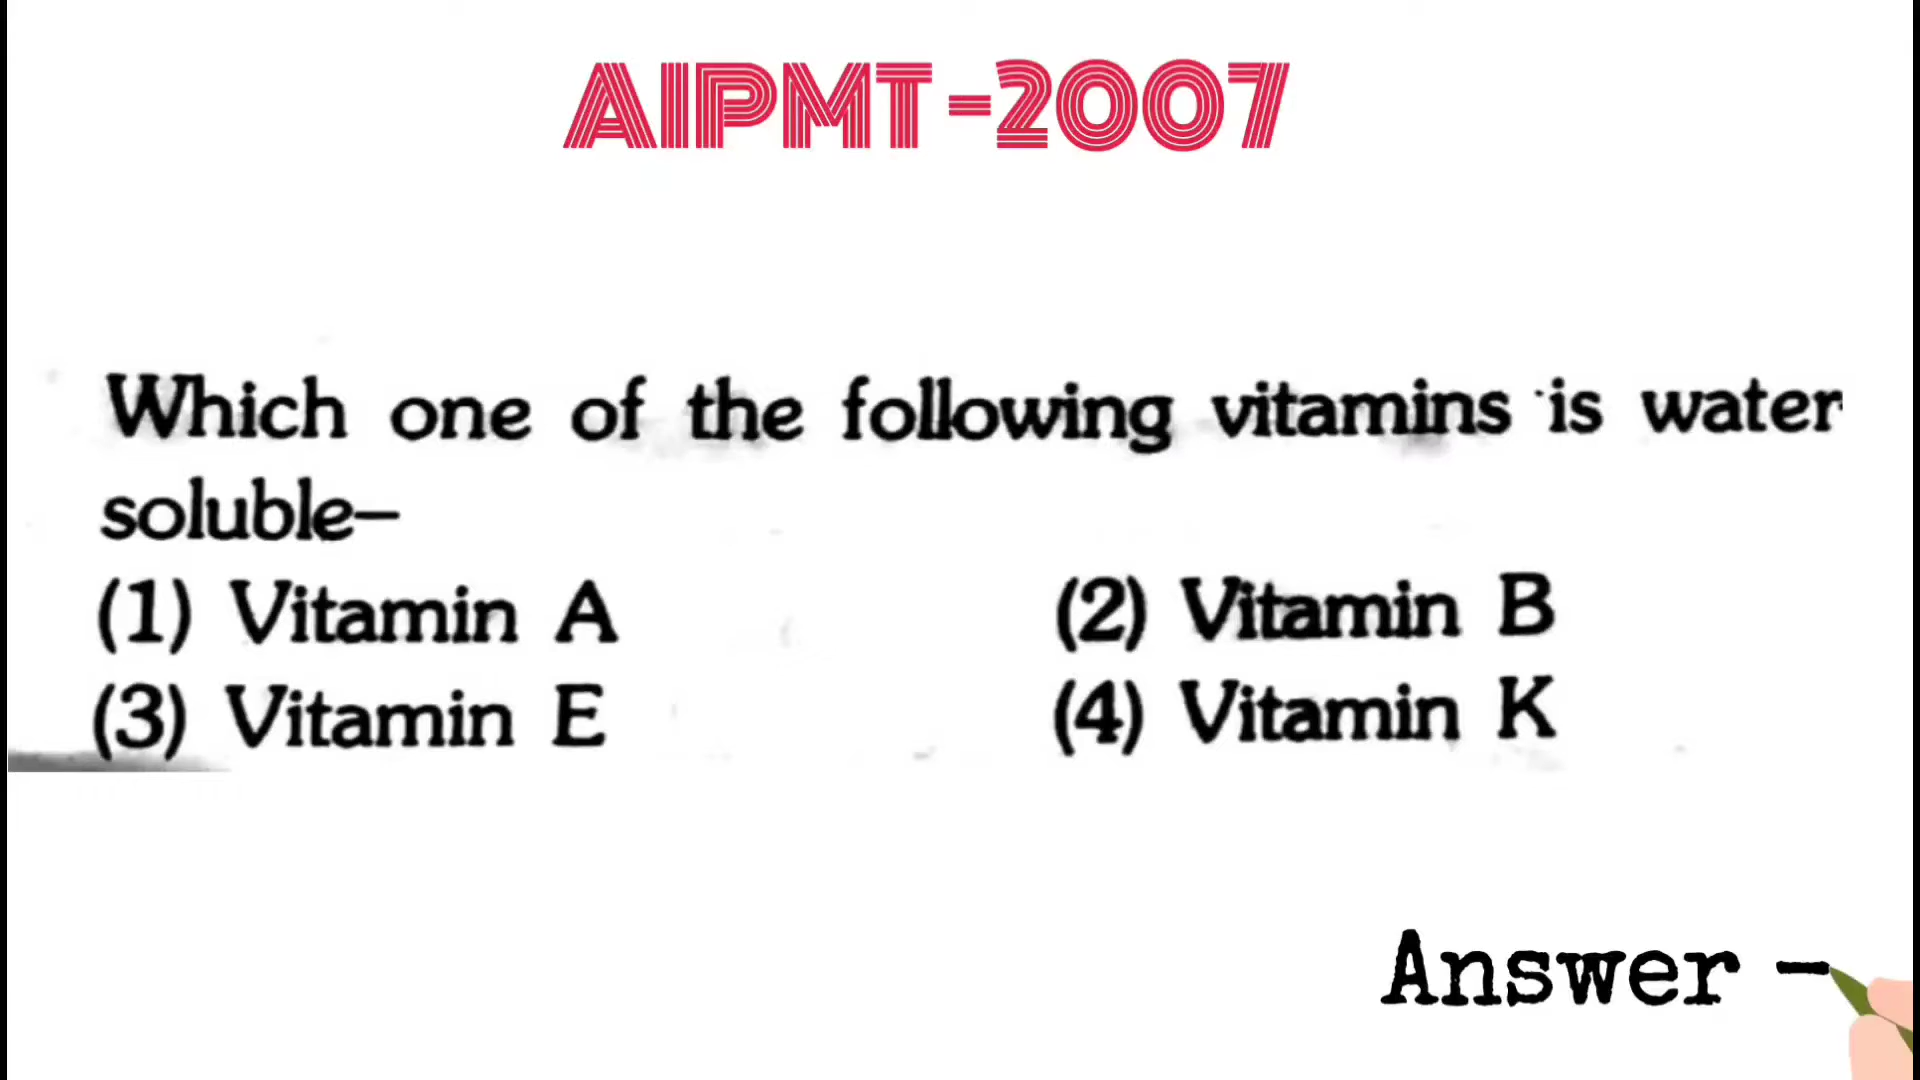 AIPMT-2007
Which one of the following vitamins is water
soluble–
(1) Vitamin A (2) Vitamin B
(3) Vitamin E (4) Vitamin K
Answer –